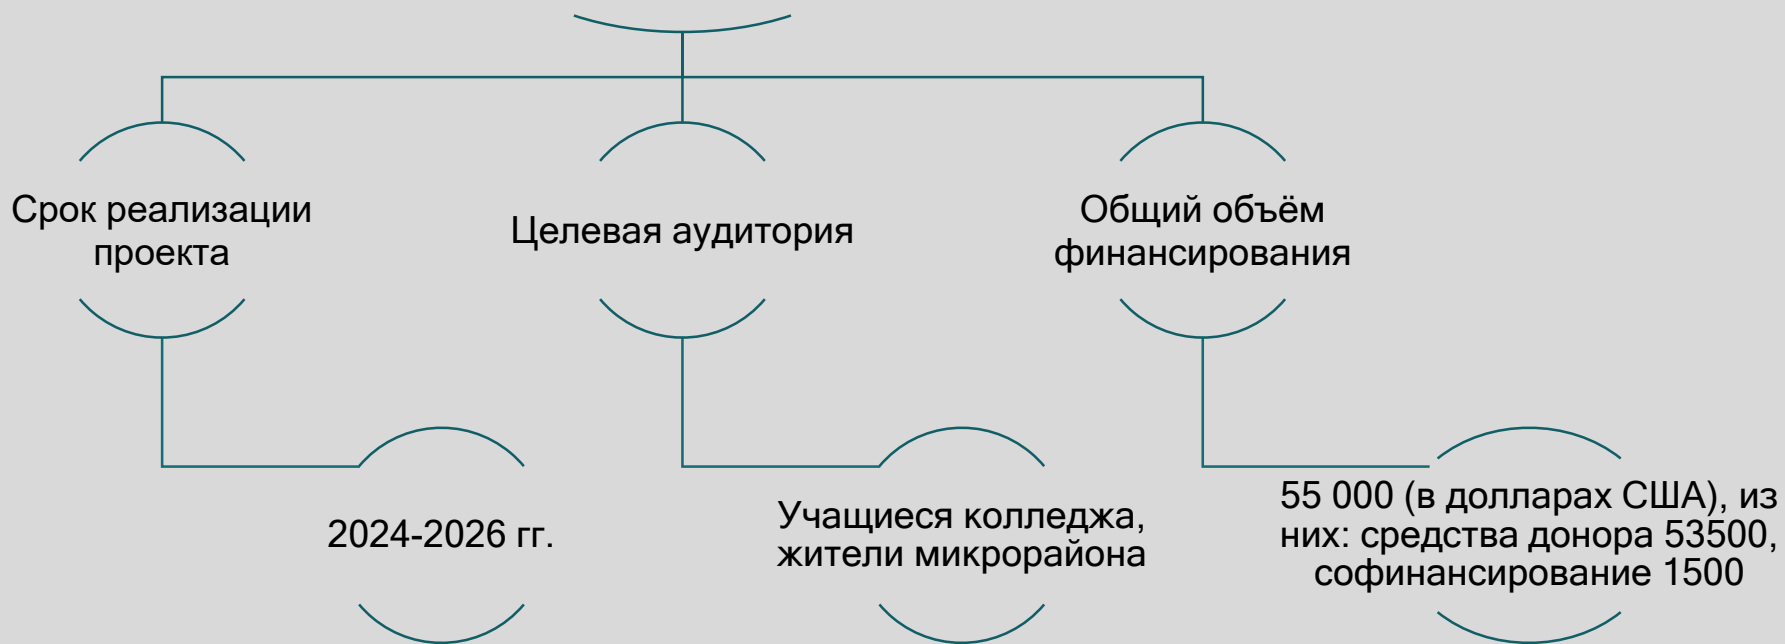 Срок реализации
проекта
Целевая аудитория
Общий объём
финансирования
2024-2026 гг.
Учащиеся колледжа,
жители микрорайона
55 000 (в долларах США), из
них: средства донора 53500,
софинансирование 1500